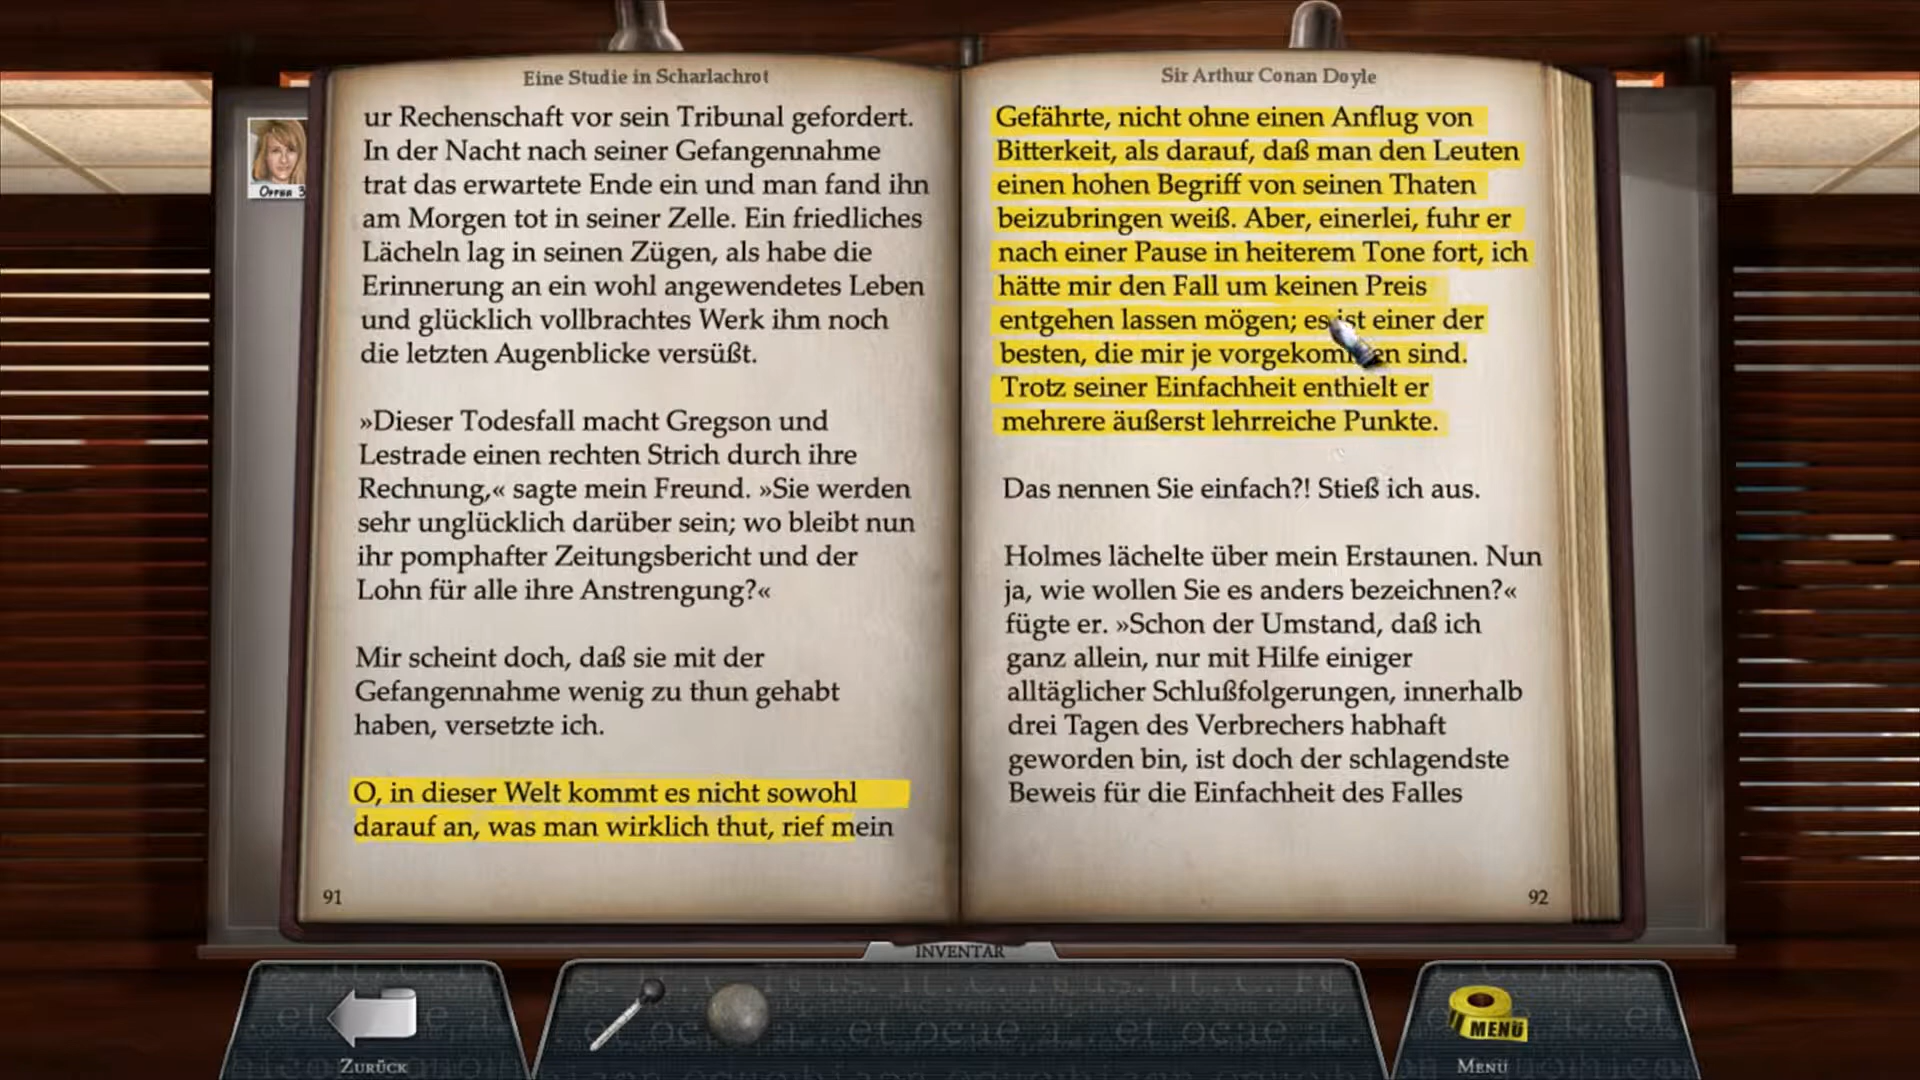 Eine Studie in Scharlachrot
ur Rechenschaft vor sein Tribunal gefordert.
In der Nacht nach seiner Gefangennahme
trat das erwartete Ende ein und man fand ihn
am Morgen tot in seiner Zelle. Ein friedliches
Lächeln lag in seinen Zügen, als habe die
Erinnerung an ein wohl angewendetes Leben
und glücklich vollbrachtes Werk ihm noch
die letzten Augenblicke versüßt.
»Dieser Todesfall macht Gregson und
Lestrade einen rechten Strich durch ihre
Rechnung,« sagte mein Freund. »Sie werden
sehr unglücklich darüber sein; wo bleibt nun
ihr pomphafter Zeitungsbericht und der
Lohn für alle ihre Anstrengung?«
Mir scheint doch, daß sie mit der
Gefangennahme wenig zu thun gehabt
haben, versetzte ich.
O, in dieser Welt kommt es nicht sowohl
darauf an, was man wirklich thut, rief mein
91
Sir Arthur Conan Doyle
Gefährte, nicht ohne einen Anflug von
Bitterkeit, als darauf, daß man den Leuten
einen hohen Begriff von seinen Thaten
beizubringen weiß. Aber, einerlei, fuhr er
nach einer Pause in heiterem Tone fort, ich
hätte mir den Fall um keinen Preis
entgehen lassen mögen; es ist einer der
besten, die mir je vorgekommen sind.
Trotz seiner Einfachheit enthielt er
mehrere äußerst lehrreiche Punkte.
Das nennen Sie einfach?! Stieß ich aus.
Holmes lächelte über mein Erstaunen. Nun
ja, wie wollen Sie es anders bezeichnen?«
fügte er. »Schon der Umstand, daß ich
ganz allein, nur mit Hilfe einiger
alltäglicher Schlußfolgerungen, innerhalb
drei Tagen des Verbrechers habhaft
geworden bin, ist doch der schlagendste
Beweis für die Einfachheit des Falles
92
Opfer 3
INVENTAR
ZURÜCK
MENÜ
MENÜ